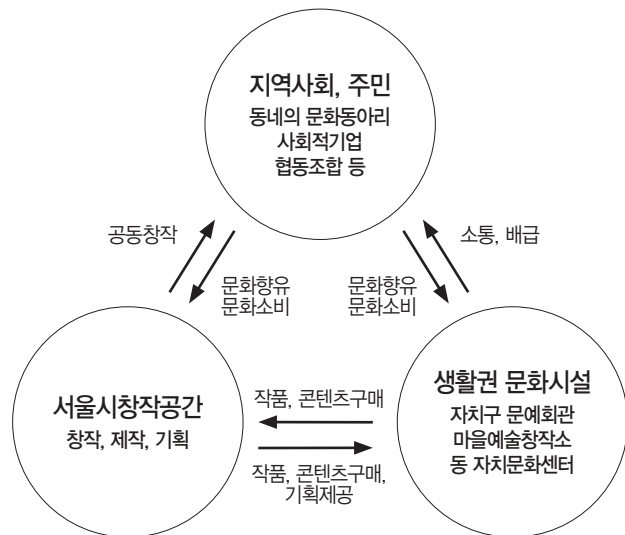 지역사회, 주민
동네의 문화동아리
사회적기업
협동조합 등
공동창작
소통, 배급
문화향유
문화소비
문화향유
문화소비
서울시창작공간
창작, 제작, 기획
작품, 콘텐츠구매
작품, 콘텐츠구매,
기획제공
생활권 문화시설
자치구 문예회관
마을예술창작소
동 자치문화센터